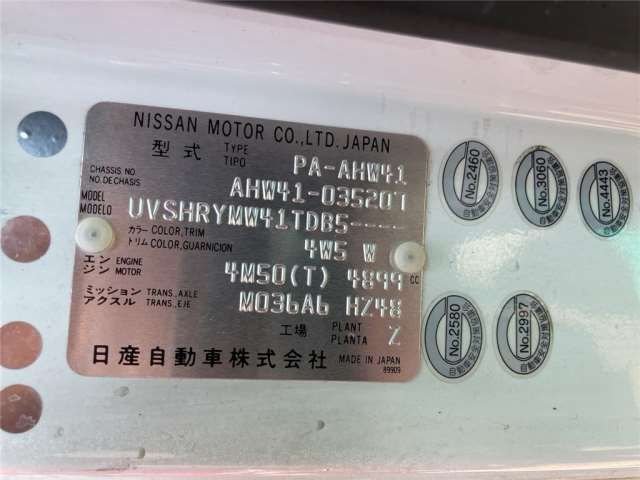 NISSAN MOTOR CO.,LTD. JAPAN
型式 TYPE TIPO PA-AHW41
CHASSIS NO. NO. DE CHASIS AHW41-035207
MODEL MODELO UVSHRYMW41TDB5----
カラー COLOR,TRIM トリム COLOR,GUARNICION 4W5 W
エンジン ENGINE MOTOR 4M50(T) 4899 CC
ミッション TRANS.,AXLE アクスル TRANS.,EJE M036A6 HZ48
工場 PLANT PLANTA Z
日産自動車株式会社 MADE IN JAPAN
89909
No.2460
No.3060
No.4443
No.2580
No.2997